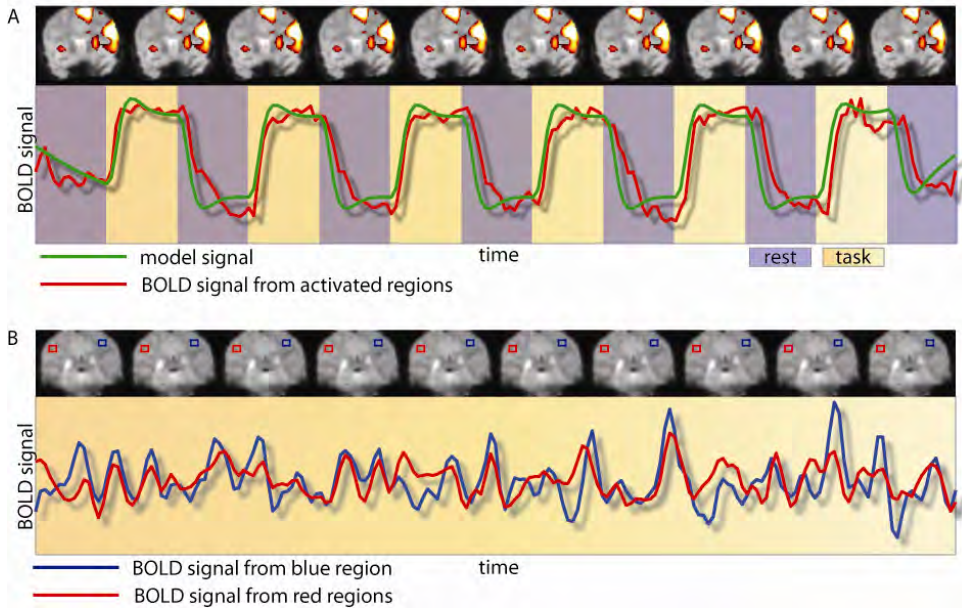 A
BOLD signal
time
model signal
rest
task
BOLD signal from activated regions
B
BOLD signal
BOLD signal from blue region
time
BOLD signal from red regions